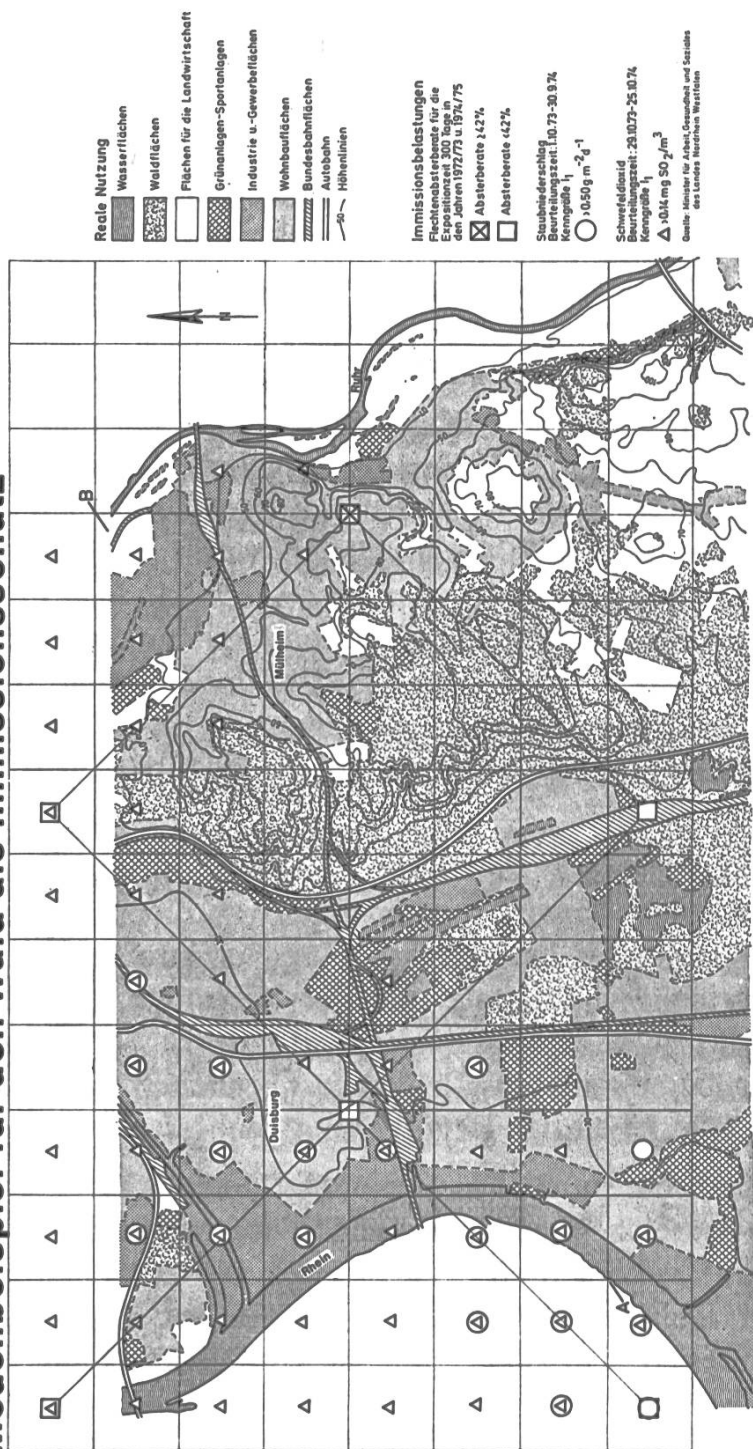 Reale Nutzung
Wasserflächen
Waldflächen
Flächen für die Landwirtschaft
Grünanlagen-Sportanlagen
Industrie u.-Gewerbeflächen
Wohnbauflächen
Bundesbahnflächen
Autobahn
Höhenlinien
50
Immissionsbelastungen
Flechtenabsterberate für die
Expositionzeit 300 Tage in
den Jahren 1972/73 u. 1974/75
Absterberate ≥42%
Absterberate <42%
Staubniederschlag
Beurteilungszeit: 1.10.73-30.9.74
Kenngröße I₁
>0.50g m⁻²d⁻¹
Schwefeldioxid
Beurteilungszeit: 29.10.73-25.10.74
Kenngröße I₁
>0.14 mg SO₂/m³
Quelle: Minister für Arbeit, Gesundheit und Soziales
des Landes Nordrhein Westfalen
N
B
Ruhr
Mülheim
Duisburg
Rhein
A